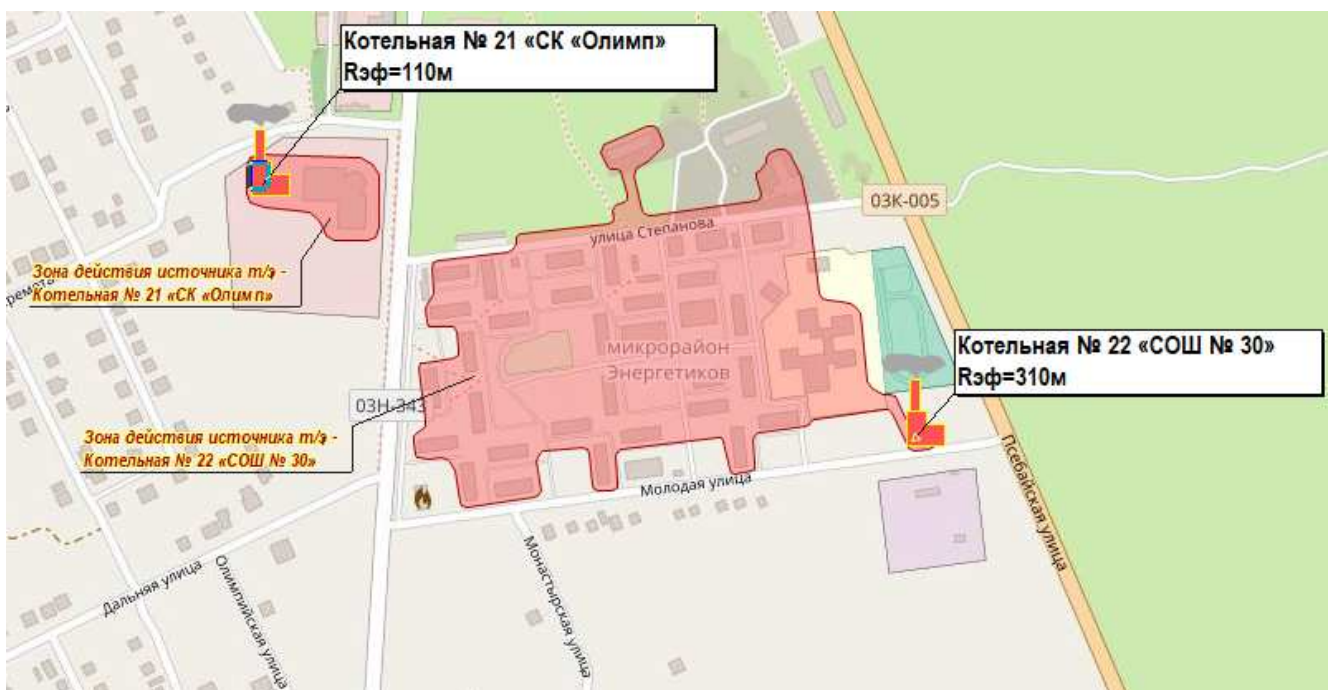 Котельная № 21 «СК «Олимп»
Rэф=110м
03К-005
улица Степанова
Зона действия источника т/э -
Котельная № 21 «СК «Олимп»
Котельная № 22 «СОШ № 30»
Rэф=310м
микрорайон
Энергетиков
03Н-343
Зона действия источника т/э -
Котельная № 22 «СОШ № 30»
Молодая улица
Псебайская улица
Монастырская улица
Дальняя улица
Олимпийская улица